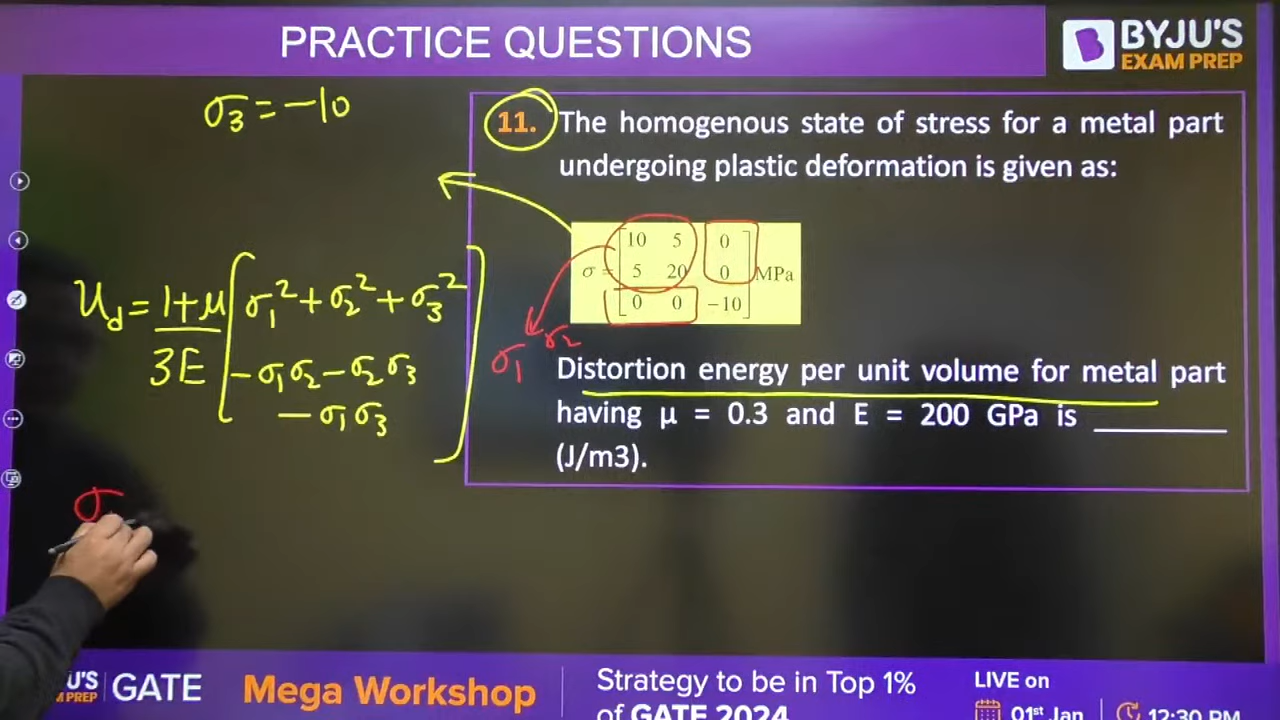 PRACTICE QUESTIONS
BYJU'S
EXAM PREP
σ₃ = -10
11. The homogenous state of stress for a metal part
undergoing plastic deformation is given as:
σ = [10 5 0
5 20 0
0 0 -10] MPa
U_d = (1+μ)/(3E) [σ₁² + σ₂² + σ₃²
- σ₁σ₂ - σ₂σ₃
- σ₁σ₃]
σ₁ σ₂
Distortion energy per unit volume for metal part
having μ = 0.3 and E = 200 GPa is ________
(J/m3).
σ
U'S
M PREP
GATE
Mega Workshop
Strategy to be in Top 1%
of GATE 2024
LIVE on
01st Jan
12:30 PM